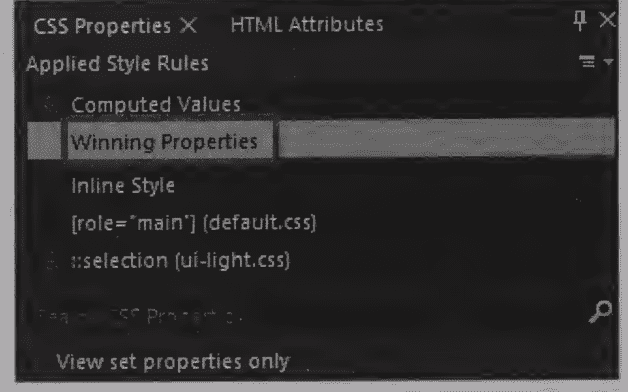 CSS Properties HTML Attributes
Applied Style Rules
Computed Values
Winning Properties
Inline Style
[role="main"] (default.css)
::selection (ui-light.css)
CSS
View set properties only